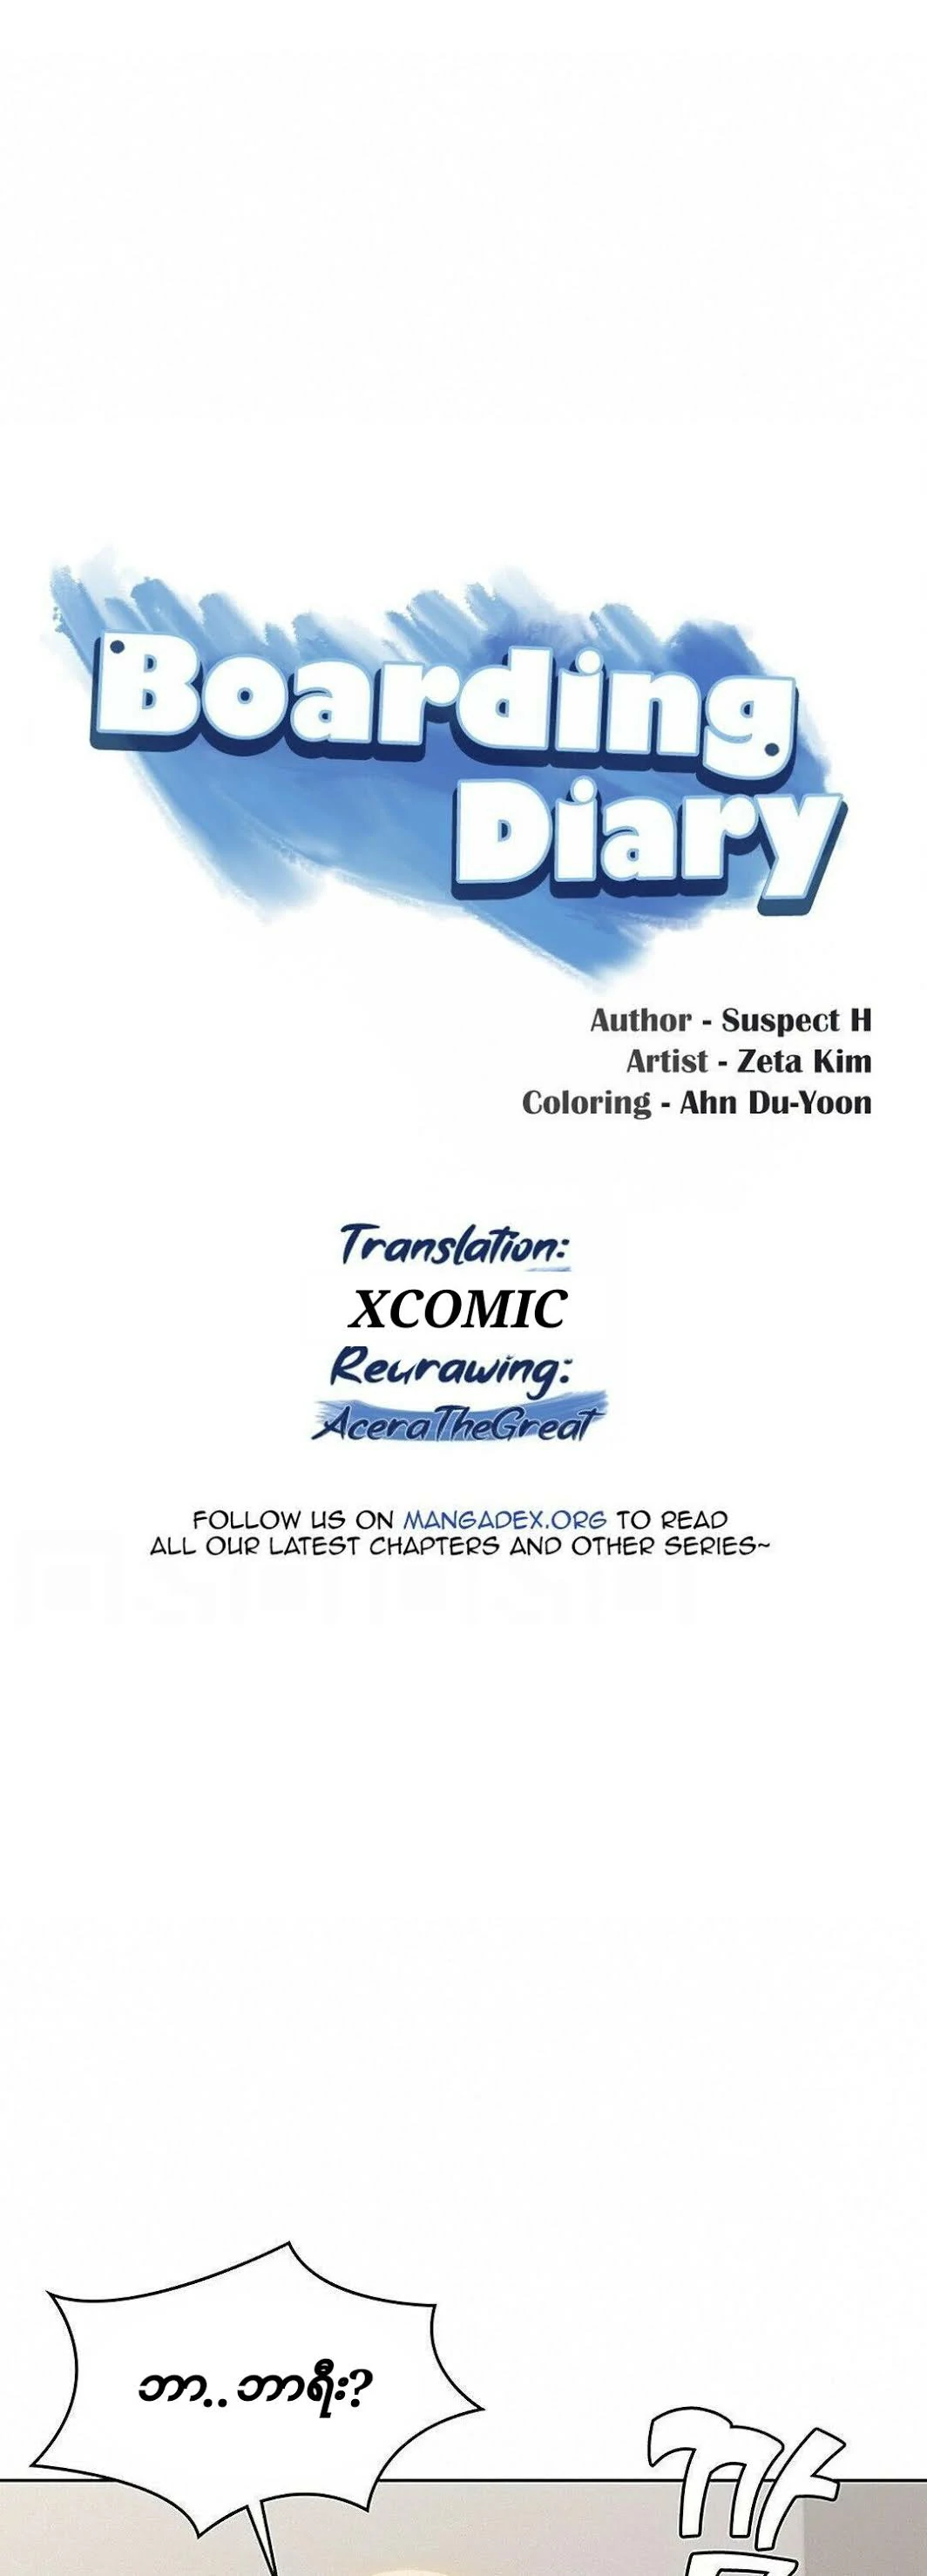 Boarding
Diary
Author - Suspect H
Artist - Zeta Kim
Coloring - Ahn Du-Yoon
Translation:
XCOMIC
Redrawing:
AceraTheGreat
FOLLOW US ON MANGADEX.ORG TO READ
ALL OUR LATEST CHAPTERS AND OTHER SERIES~
ဘာ.. ဘာရီး?